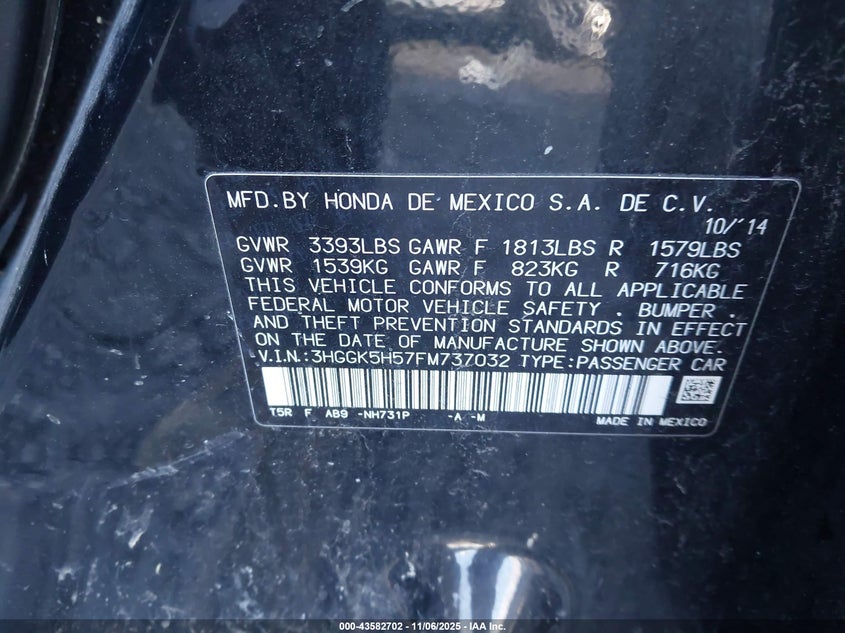 MFD.BY HONDA DE MEXICO S.A. DE C.V.
10/'14
GVWR 3393LBS GAWR F 1813LBS R 1579LBS
GVWR 1539KG GAWR F 823KG R 716KG
THIS VEHICLE CONFORMS TO ALL APPLICABLE
FEDERAL MOTOR VEHICLE SAFETY . BUMPER .
AND THEFT PREVENTION STANDARDS IN EFFECT
ON THE DATE OF MANUFACTURE SHOWN ABOVE.
V.I.N.:3HGGK5H57FM737032 TYPE:PASSENGER CAR
T5R F AB9 -NH731P -A -M
MADE IN MEXICO
000-43582702 - 11/06/2025 - IAA Inc.